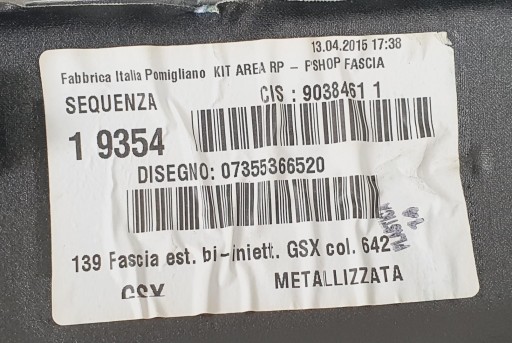 13.04.2015 17:38
Fabbrica Italia Pomigliano KIT AREA RP - PSHOP FASCIA
SEQUENZA CIS : 9038461 1
1 9354
DISEGNO: 07355366520
139 Fascia est. bi-iniett. GSX col. 642
GSX METALLIZZATA